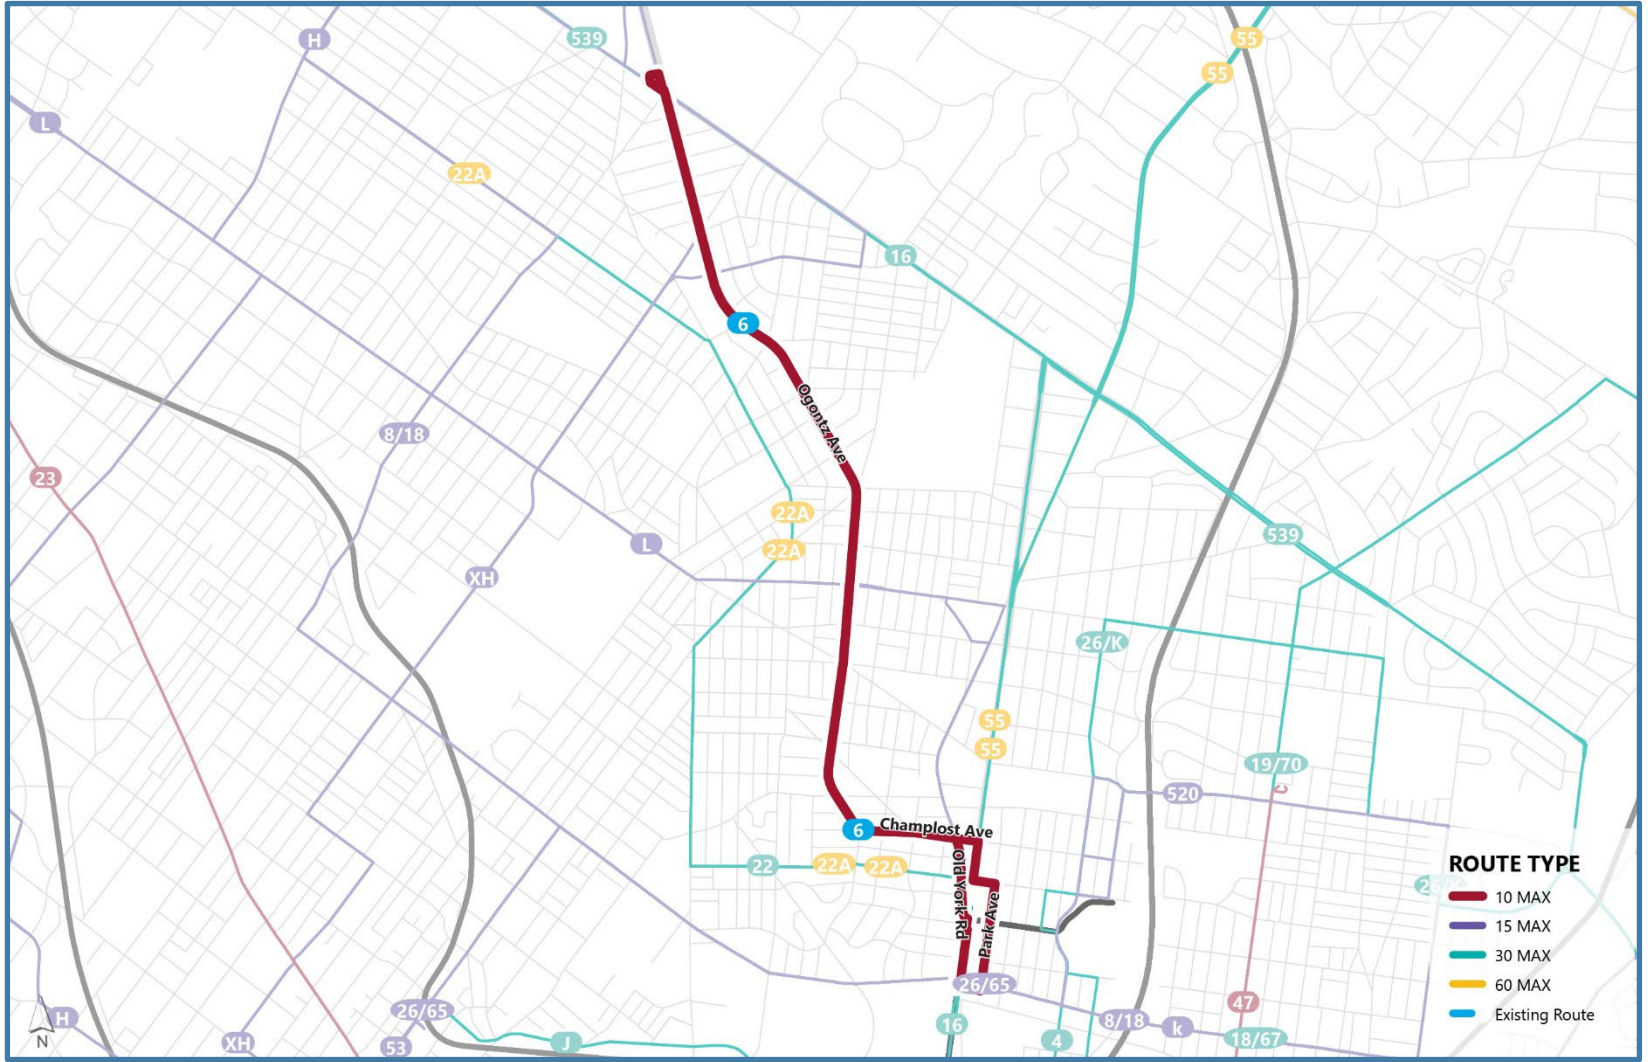 H
539
55
55
L
22A
16
6
Ogontz Ave
8/18
23
22A
539
22A
L
XH
26/K
55
55
19/70
520
6
Champlost Ave
22
22A
22A
Old York Rd
Park Ave
26/65
26/65
H
XH
53
J
16
4
8/18
k
47
18/67
N
ROUTE TYPE
10 MAX
15 MAX
30 MAX
60 MAX
Existing Route